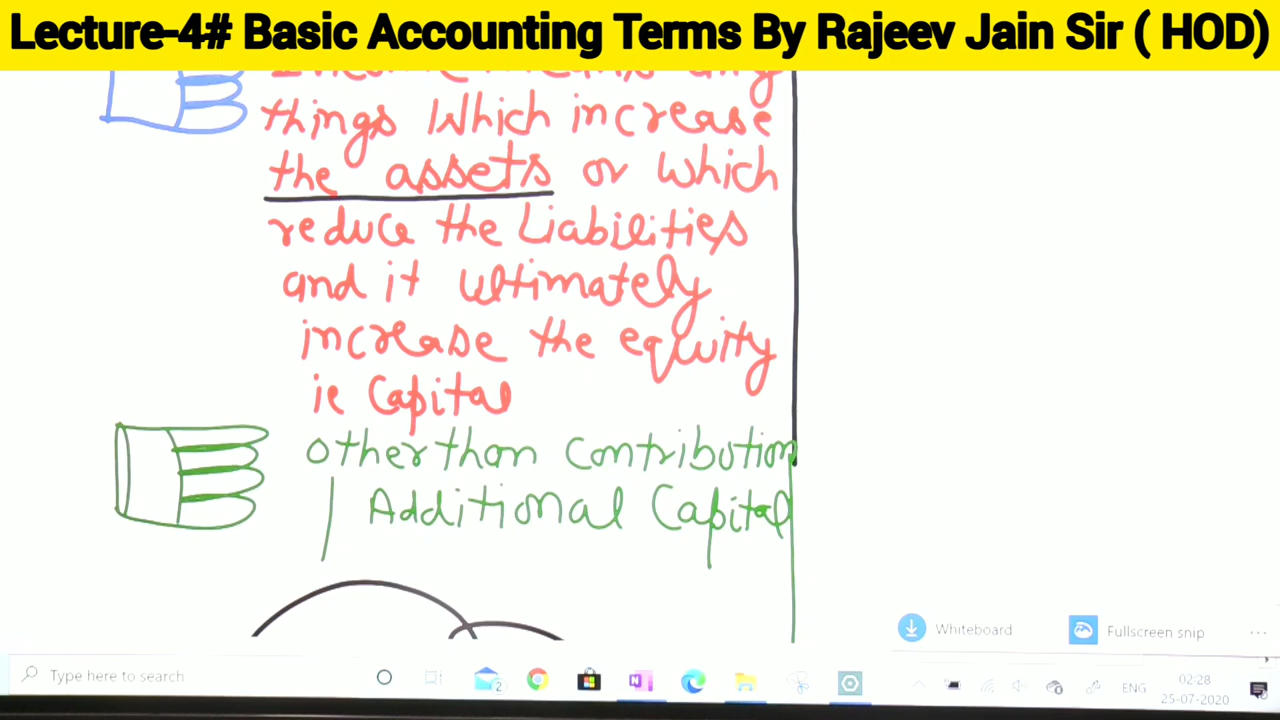 Lecture-4# Basic Accounting Terms By Rajeev Jain Sir ( HOD)
things Which increase
the assets or which
reduce the Liabilities
and it ultimately
increase the equity
ie Capital
other than Contribution
Additional Capital
Whiteboard
Fullscreen snip
Type here to search
2
ENG
02:28
25-07-2020